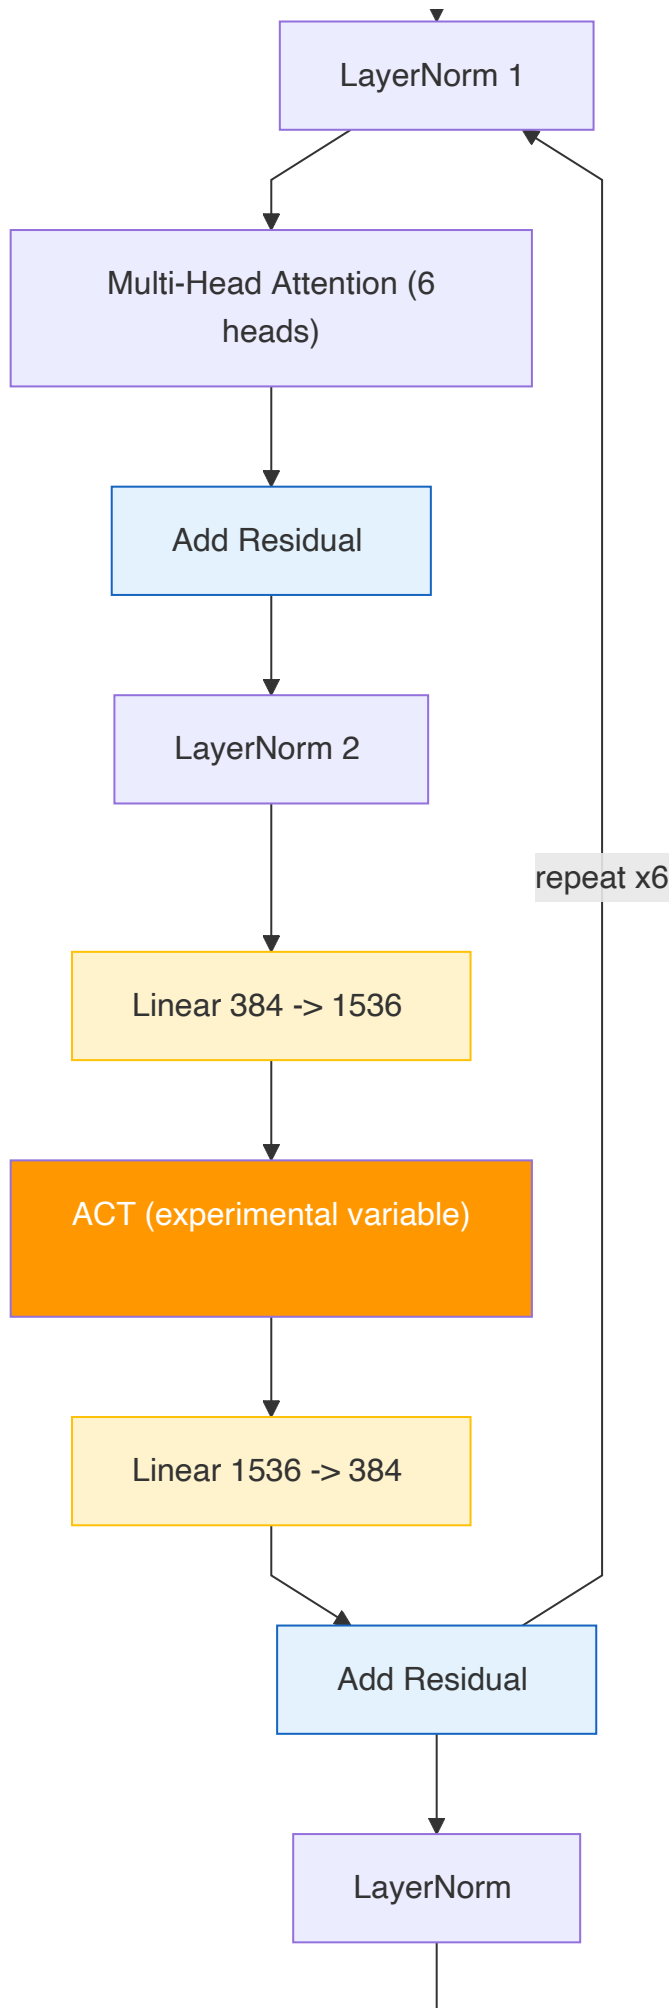 LayerNorm 1
Multi-Head Attention (6
heads)
Add Residual
LayerNorm 2
repeat x6
Linear 384 -> 1536
ACT (experimental variable)
Linear 1536 -> 384
Add Residual
LayerNorm